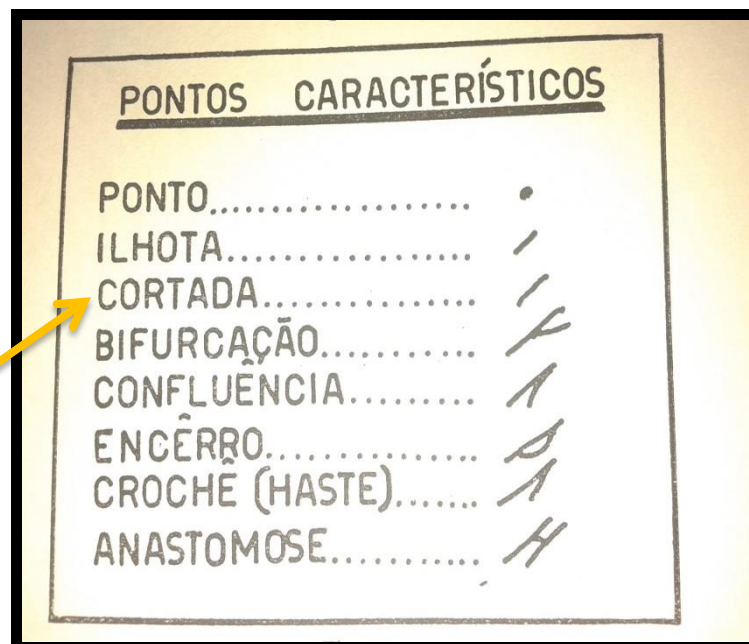 PONTOS CARACTERÍSTICOS
PONTO...................
ILHOTA..................
CORTADA...............
BIFURCAÇÃO...........
CONFLUÊNCIA.........
ENCÊRRO...............
CROCHÊ (HASTE).......
ANASTOMOSE...........